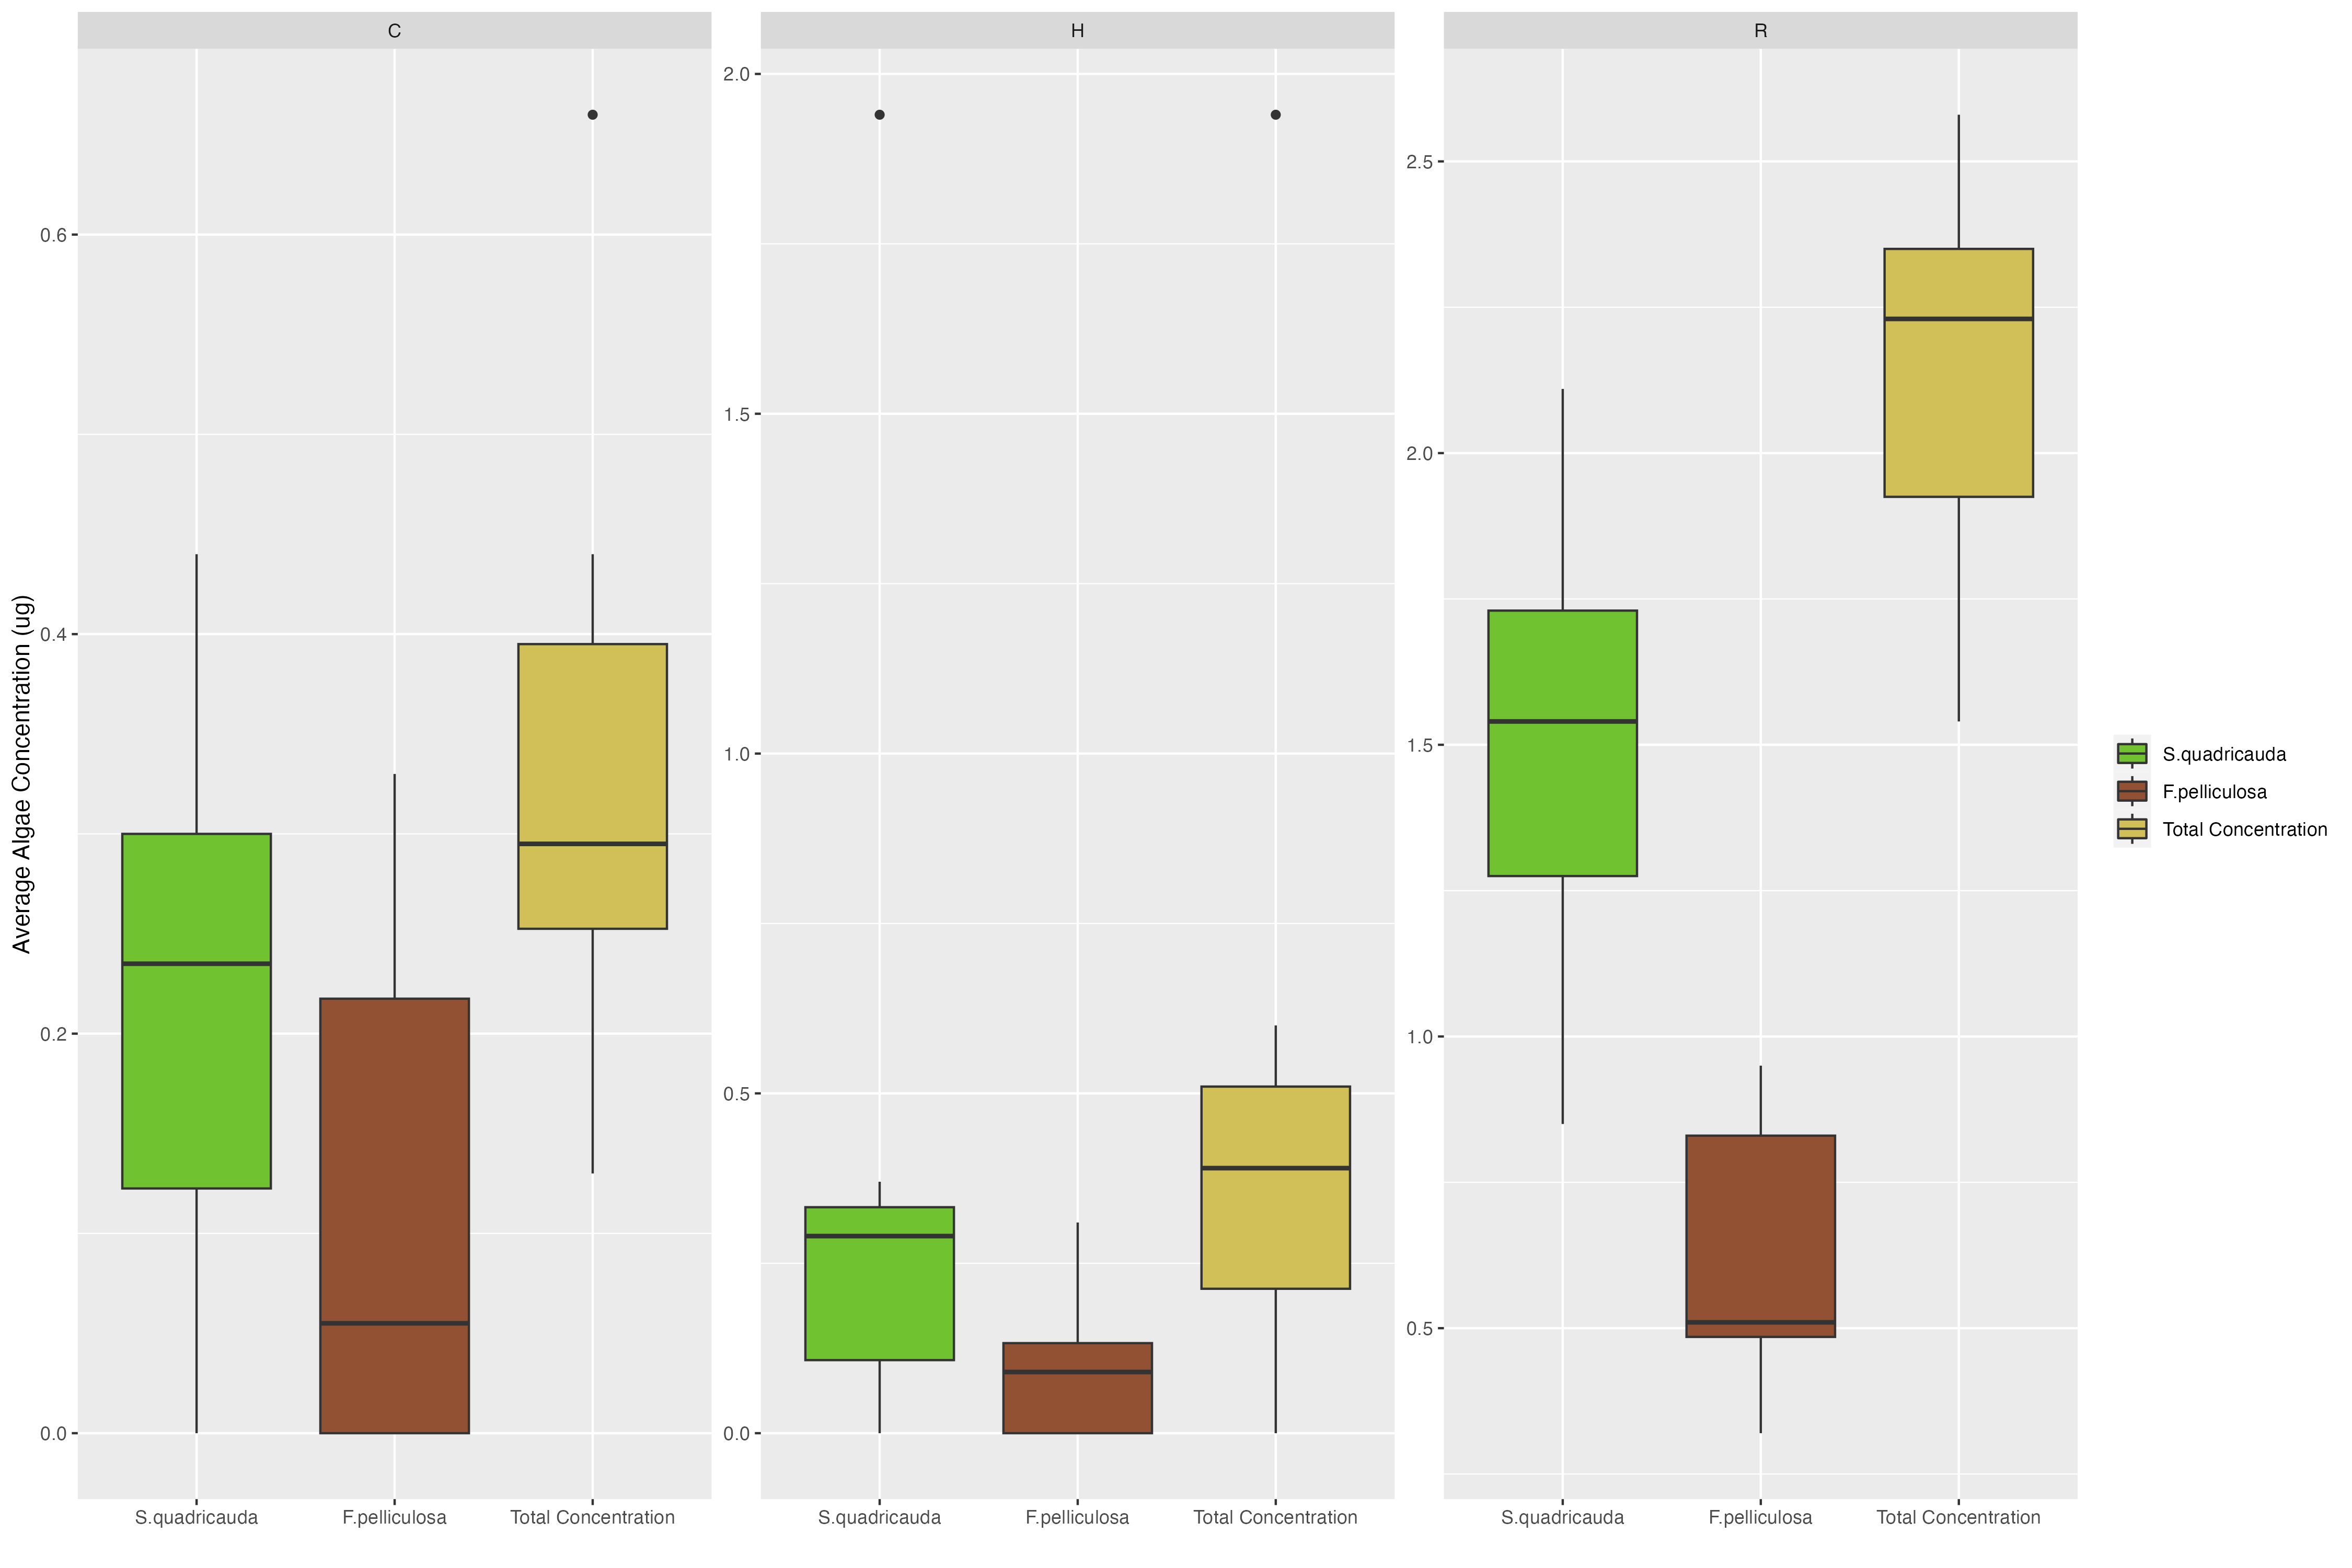 C
H
R
Average Algae Concentration (ug)
0.6
0.4
0.2
0.0
2.0
1.5
1.0
0.5
0.0
2.5
2.0
1.5
1.0
0.5
S.quadricauda
F.pelliculosa
Total Concentration
S.quadricauda
F.pelliculosa
Total Concentration
S.quadricauda
F.pelliculosa
Total Concentration
S.quadricauda
F.pelliculosa
Total Concentration